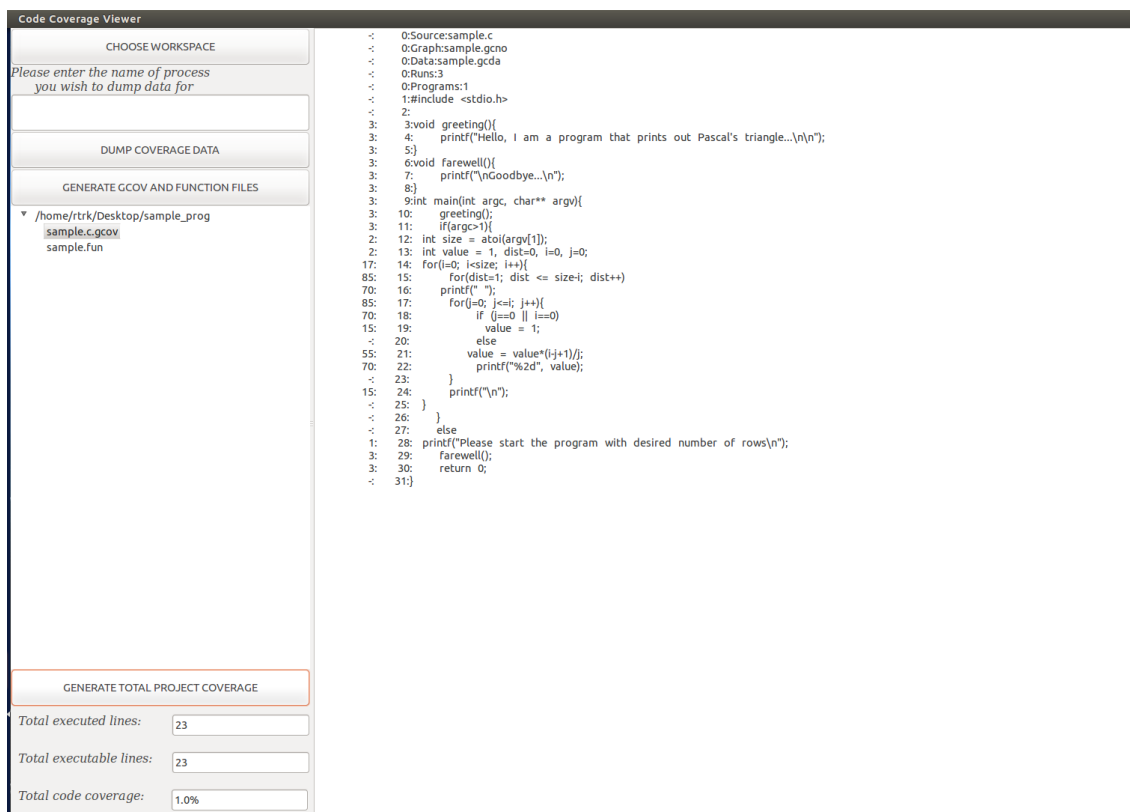 Code Coverage Viewer
CHOOSE WORKSPACE
Please enter the name of process
you wish to dump data for
DUMP COVERAGE DATA
GENERATE GCOV AND FUNCTION FILES
/home/rtrk/Desktop/sample_prog
sample.c.gcov
sample.fun
GENERATE TOTAL PROJECT COVERAGE
Total executed lines: 23
Total executable lines: 23
Total code coverage: 1.0%
-: 0:Source:sample.c
-: 0:Graph:sample.gcno
-: 0:Data:sample.gcda
-: 0:Runs:3
-: 0:Programs:1
-: 1:#include <stdio.h>
-: 2:
3: 3:void greeting(){
3: 4: printf("Hello, I am a program that prints out Pascal's triangle...\n\n");
3: 5:}
3: 6:void farewell(){
3: 7: printf("\nGoodbye...\n");
3: 8:}
3: 9:int main(int argc, char** argv){
3: 10: greeting();
3: 11: if(argc>1){
2: 12: int size = atoi(argv[1]);
2: 13: int value = 1, dist=0, i=0, j=0;
17: 14: for(i=0; i<size; i++){
85: 15: for(dist=1; dist <= size-i; dist++)
70: 16: printf(" ");
85: 17: for(j=0; j<=i; j++){
70: 18: if (j==0 || i==0)
15: 19: value = 1;
-: 20: else
55: 21: value = value*(i-j+1)/j;
70: 22: printf("%2d", value);
-: 23: }
15: 24: printf("\n");
-: 25: }
-: 26: }
-: 27: else
1: 28: printf("Please start the program with desired number of rows\n");
3: 29: farewell();
3: 30: return 0;
-: 31:}